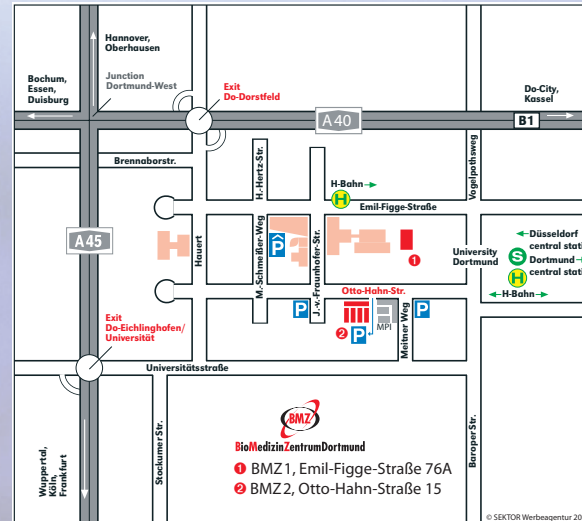 Hannover,
Oberhausen
Bochum,
Essen,
Duisburg
Junction
Dortmund-West
Exit
Do-Dorstfeld
Do-City,
Kassel
A 40
B1
Brennaborstr.
H.-Hertz-Str.
Vogelpothsweg
H-Bahn
H
Emil-Figge-Straße
A 45
Hauert
M.-Schmeißer-Weg
P
J.-v.-Fraunhofer-Str.
1
University
Dortmund
Düsseldorf
central stati
S
Dortmund
central stati
H
H-Bahn
Otto-Hahn-Str.
P
MPI
2
P
Meitner Weg
P
Exit
Do-Eichlinghofen/
Universität
Universitätsstraße
Wuppertal,
Köln,
Frankfurt
Stockumer Str.
Baroper Str.
BMZ
BioMedizinZentrumDortmund
1 BMZ1, Emil-Figge-Straße 76A
2 BMZ2, Otto-Hahn-Straße 15
© SEKTOR Werbeagentur 20